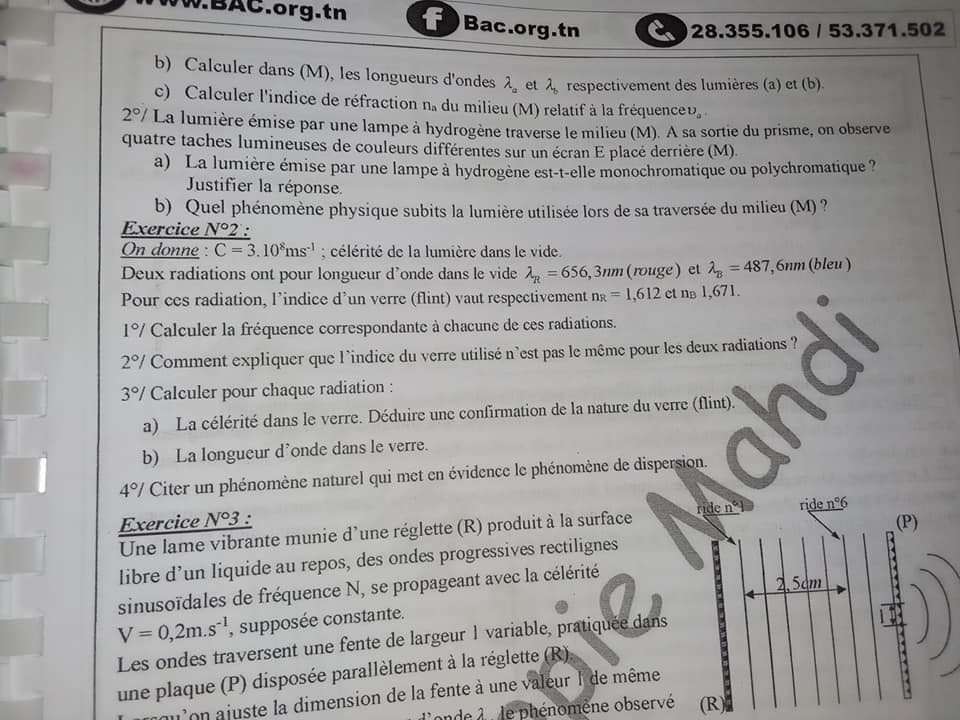 www.BAC.org.tn
f Bac.org.tn
28.355.106 / 53.371.502
b) Calculer dans (M), les longueurs d'ondes λa et λb respectivement des lumières (a) et (b).
c) Calculer l'indice de réfraction na du milieu (M) relatif à la fréquence υa.
2°/ La lumière émise par une lampe à hydrogène traverse le milieu (M). A sa sortie du prisme, on observe
quatre taches lumineuses de couleurs différentes sur un écran E placé derrière (M).
a) La lumière émise par une lampe à hydrogène est-t-elle monochromatique ou polychromatique ?
Justifier la réponse.
b) Quel phénomène physique subits la lumière utilisée lors de sa traversée du milieu (M) ?
Exercice N°2 :
On donne : C = 3.10⁸ms⁻¹ ; célérité de la lumière dans le vide.
Deux radiations ont pour longueur d'onde dans le vide λR = 656,3nm (rouge) et λB = 487,6nm (bleu)
Pour ces radiation, l'indice d'un verre (flint) vaut respectivement nR = 1,612 et nB 1,671.
1°/ Calculer la fréquence correspondante à chacune de ces radiations.
2°/ Comment expliquer que l'indice du verre utilisé n'est pas le même pour les deux radiations ?
3°/ Calculer pour chaque radiation :
a) La célérité dans le verre. Déduire une confirmation de la nature du verre (flint).
b) La longueur d'onde dans le verre.
4°/ Citer un phénomène naturel qui met en évidence le phénomène de dispersion.
Exercice N°3 :
Une lame vibrante munie d'une réglette (R) produit à la surface
libre d'un liquide au repos, des ondes progressives rectilignes
sinusoïdales de fréquence N, se propageant avec la célérité
V = 0,2m.s⁻¹, supposée constante.
Les ondes traversent une fente de largeur l variable, pratiquée dans
une plaque (P) disposée parallèlement à la réglette (R).
qu'on ajuste la dimension de la fente à une valeur l de même
d'onde λ, le phénomène observé
ride n°1
ride n°6
(P)
2,5cm
l
(R)
Mahdi